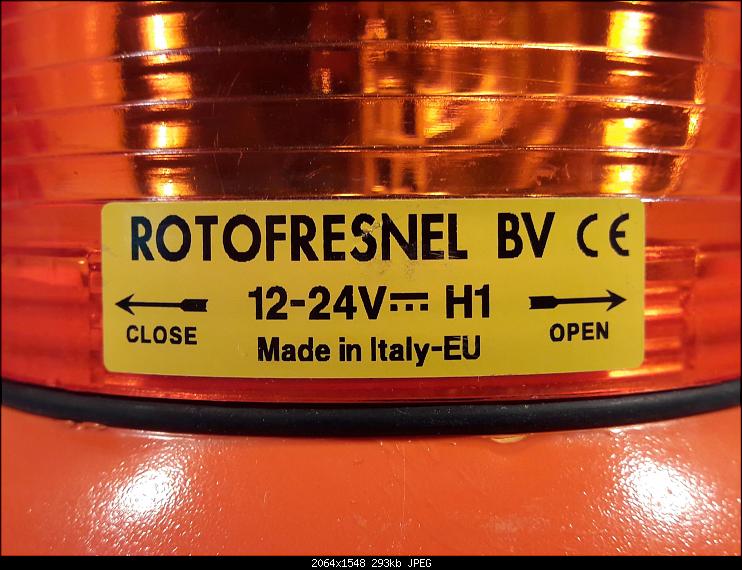 ROTOFRESNEL BV CE
12-24V⎓ H1
CLOSE OPEN
Made in Italy-EU
2064x1548 293kb JPEG